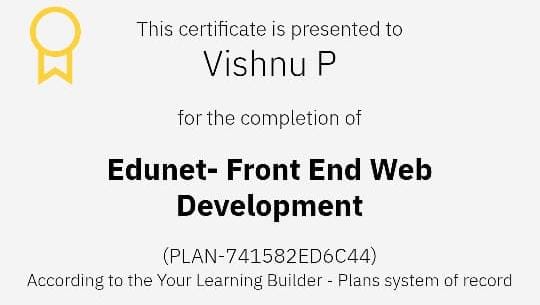 This certificate is presented to
Vishnu P
for the completion of
Edunet- Front End Web
Development
(PLAN-741582ED6C44)
According to the Your Learning Builder - Plans system of record